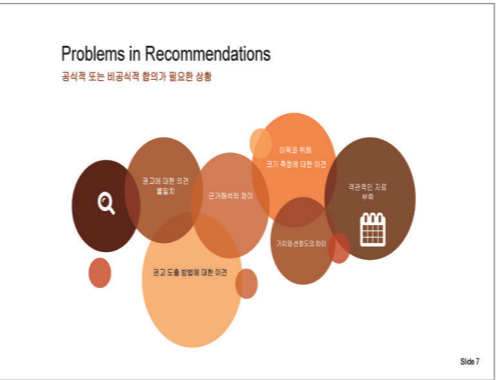 Problems in Recommendations
공식적 또는 비공식적 합의가 필요한 상황
권고에 대한 의견
불일치
근거해석의 차이
이득과 위해
크기 측정에 대한 이견
객관적인 자료
부족
가치와 선호도의 차이
권고 도출 방법에 대한 이견
Slide 7